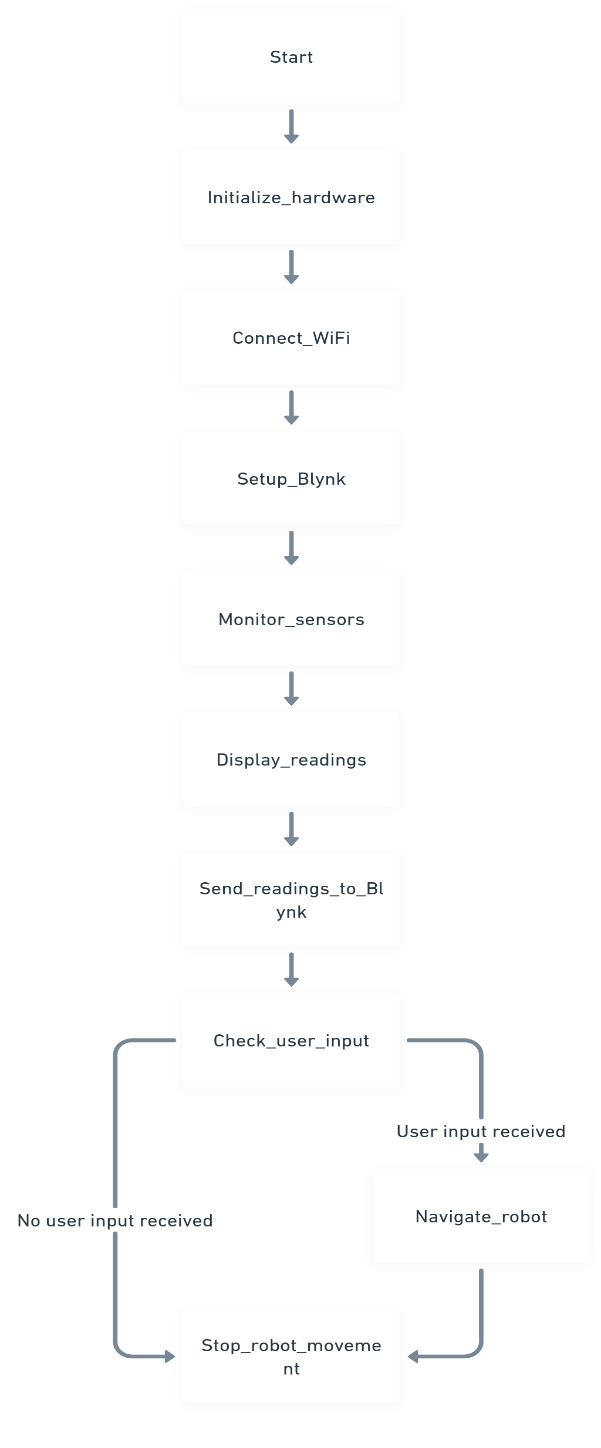 Start
Initialize_hardware
Connect_WiFi
Setup_Blynk
Monitor_sensors
Display_readings
Send_readings_to_Bl
ynk
Check_user_input
User input received
Navigate_robot
No user input received
Stop_robot_moveme
nt